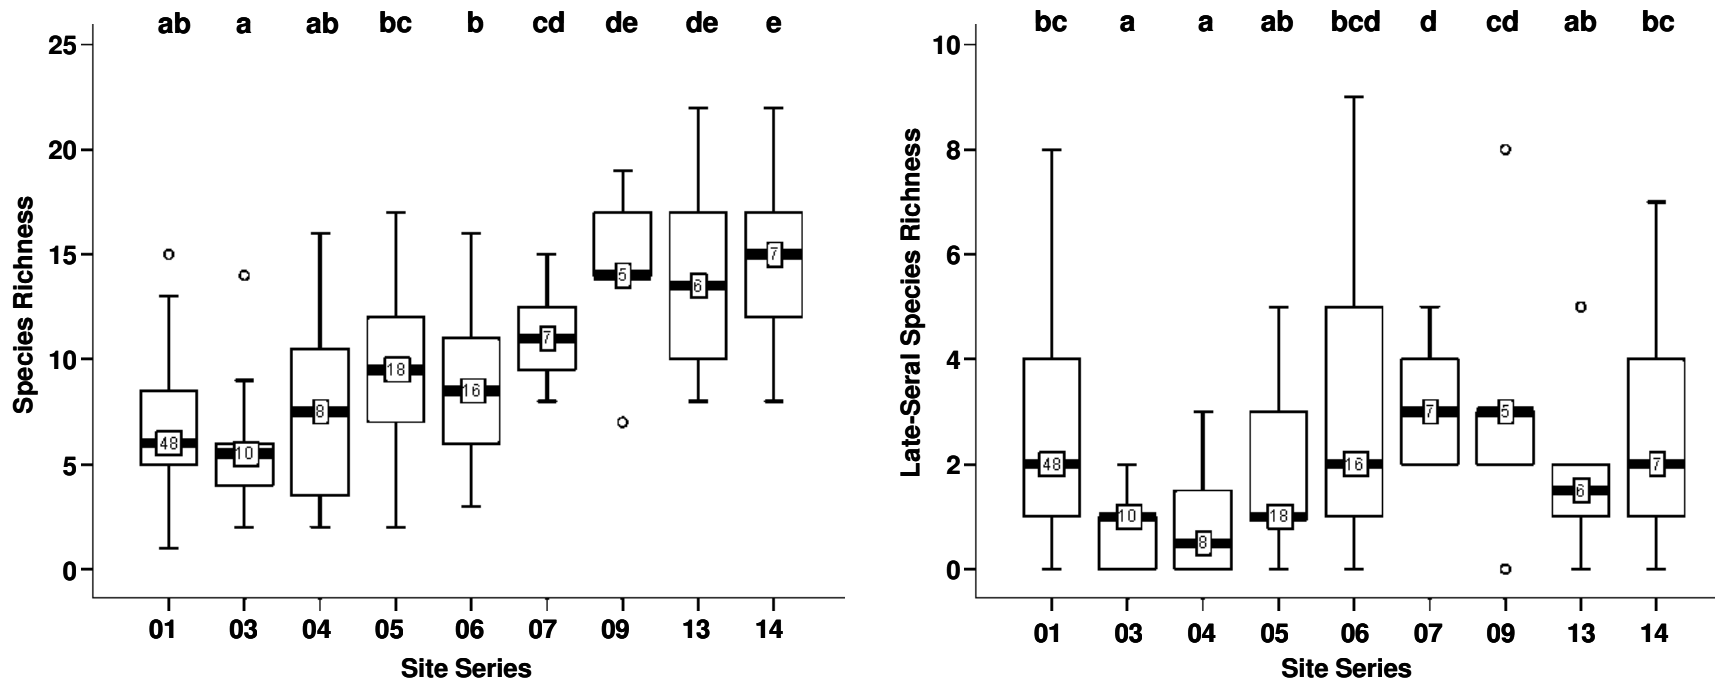 ab a ab bc b cd de de e
25
20
15
10
5
0
Species Richness
48 10 8 18 16 7 5 6 7
01 03 04 05 06 07 09 13 14
Site Series
bc a a ab bcd d cd ab bc
10
8
6
4
2
0
Late-Seral Species Richness
48 10 8 18 16 7 5 6 7
01 03 04 05 06 07 09 13 14
Site Series